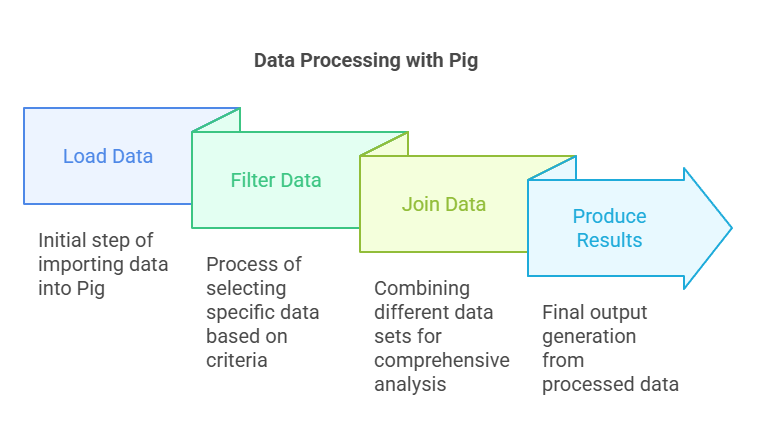 Data Processing with Pig
Load Data
Initial step of
importing data
into Pig
Filter Data
Process of
selecting
specific data
based on
criteria
Join Data
Combining
different data
sets for
comprehensive
analysis
Produce
Results
Final output
generation
from
processed data